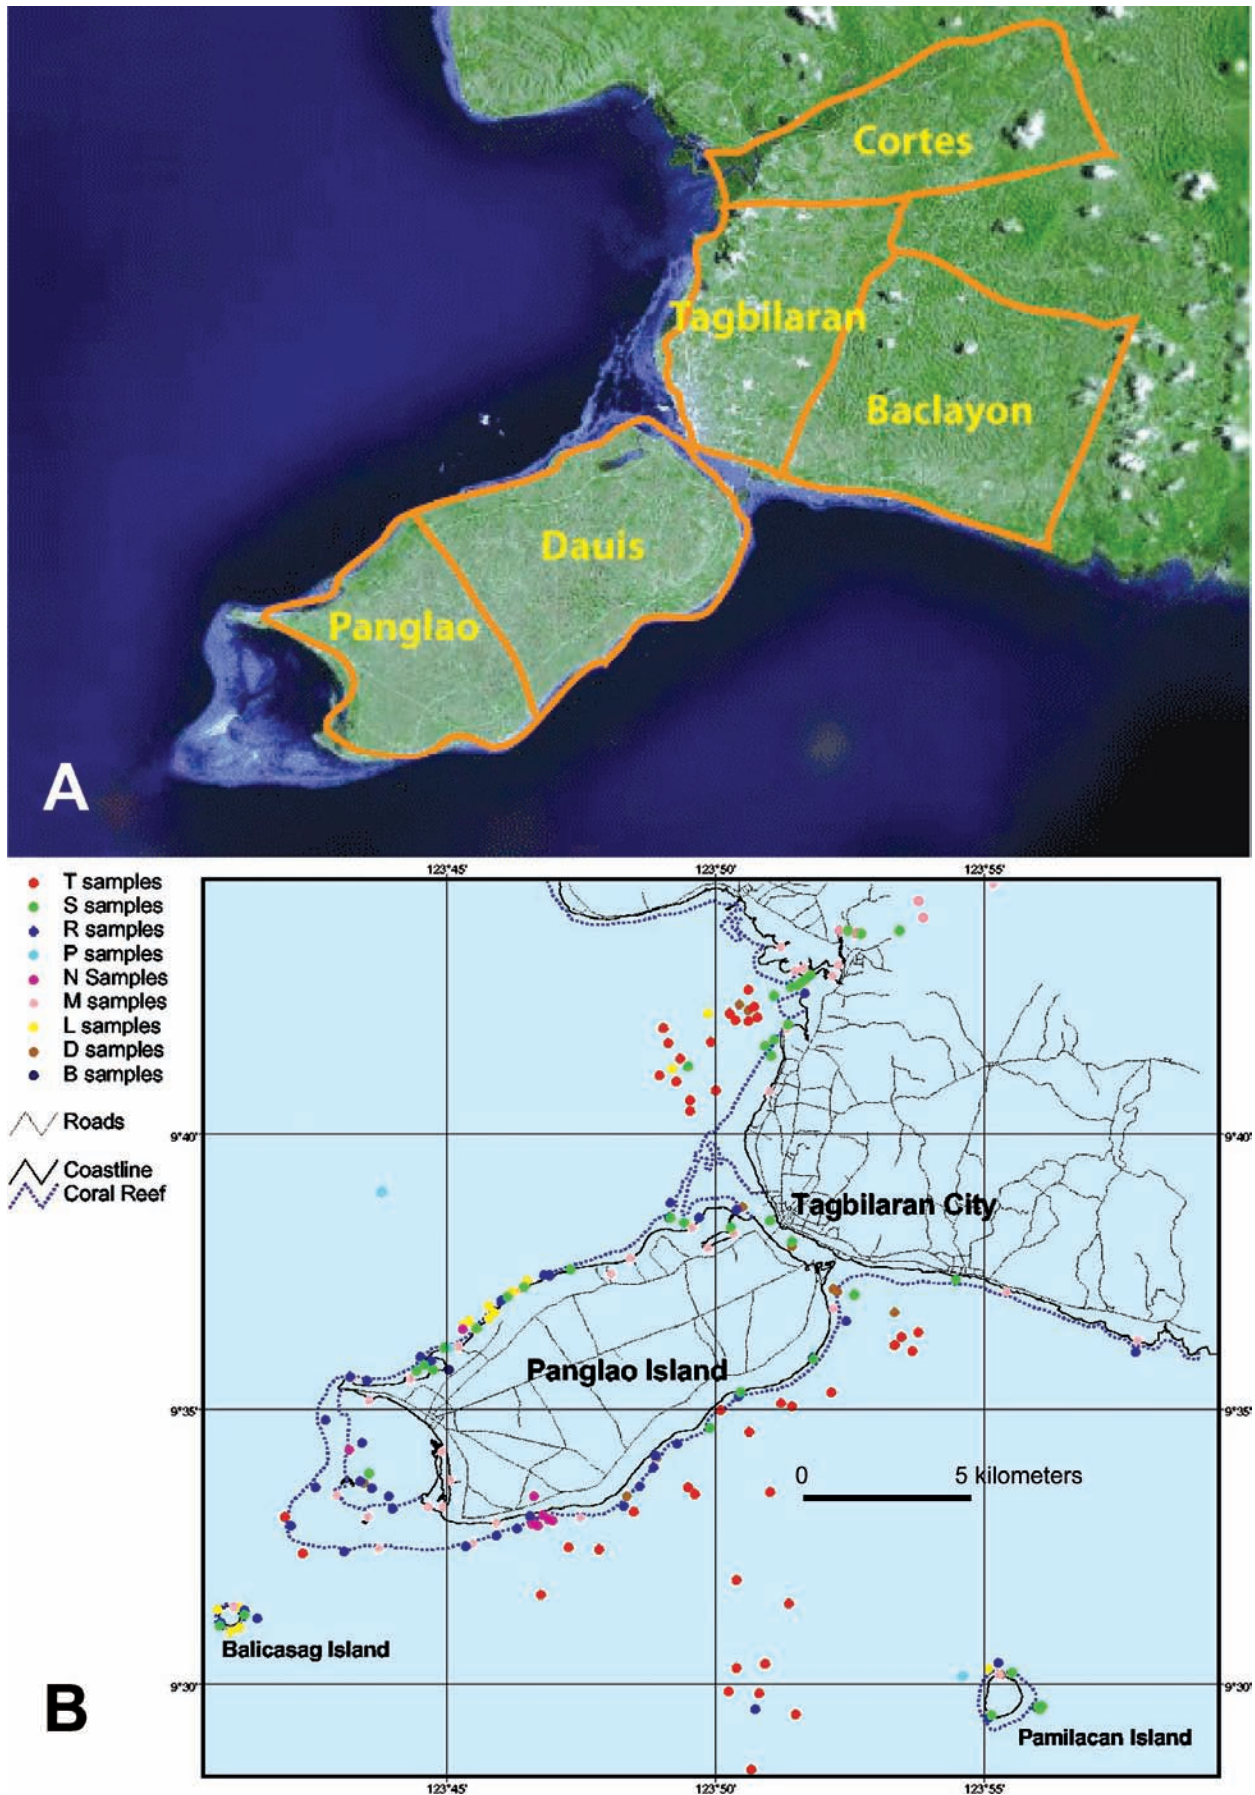 Cortes
Tagbilaran
Baclayon
Dauis
Panglao
A
T samples
S samples
R samples
P samples
N Samples
M samples
L samples
D samples
B samples
Roads
Coastline
Coral Reef
123°45' 123°50' 123°55'
9°40' 9°40'
Tagbilaran City
Panglao Island
9°35' 9°35'
0 5 kilometers
Balicasag Island
9°30' 9°30'
B
Pamilacan Island
123°45' 123°50' 123°55'